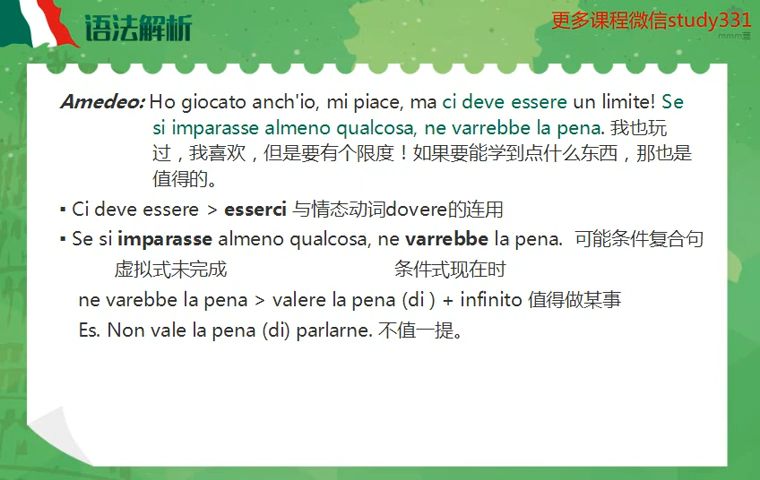 语法解析
更多课程微信study331
Amedeo: Ho giocato anch'io, mi piace, ma ci deve essere un limite! Se
si imparasse almeno qualcosa, ne varrebbe la pena. 我也玩
过，我喜欢，但是要有个限度！如果要能学到点什么东西，那也是
值得的。
▪ Ci deve essere > esserci 与情态动词dovere的连用
▪ Se si imparasse almeno qualcosa, ne varrebbe la pena. 可能条件复合句
虚拟式未完成 条件式现在时
ne varebbe la pena > valere la pena (di ) + infinito 值得做某事
Es. Non vale la pena (di) parlarne. 不值一提。